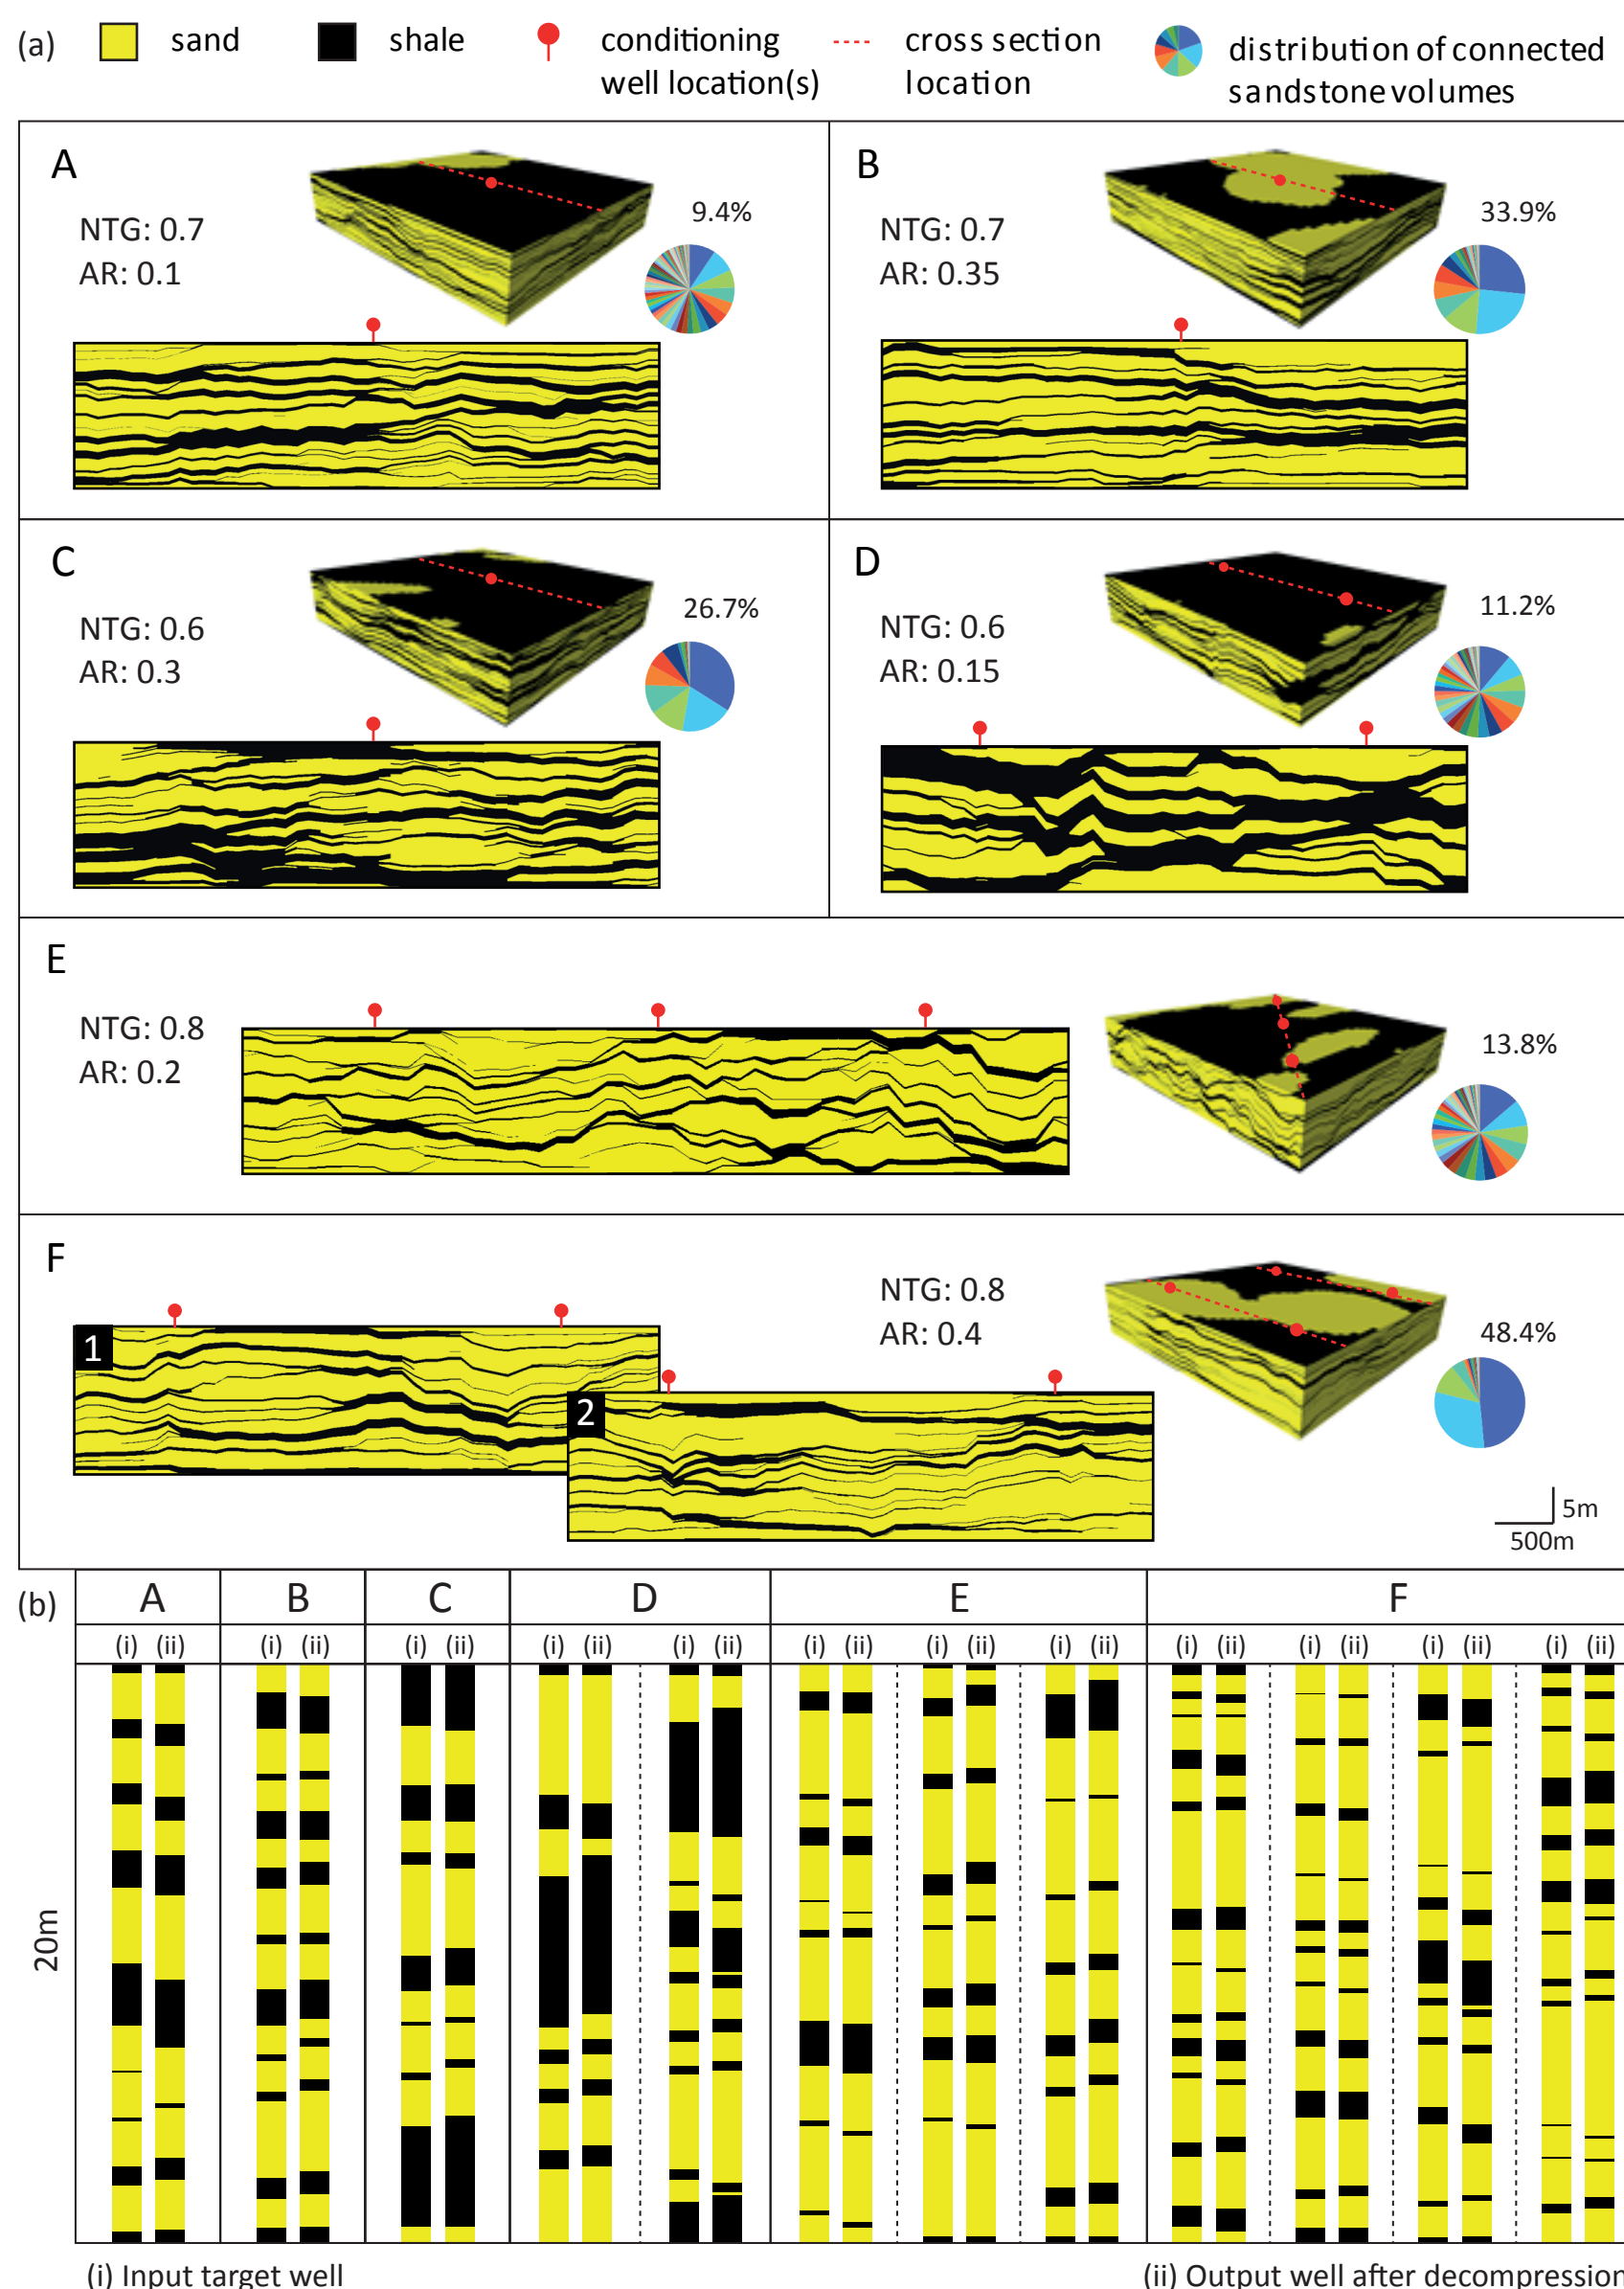 (a) sand shale conditioning well location(s) cross section location distribution of connected sandstone volumes
A
NTG: 0.7
AR: 0.1
9.4%
B
NTG: 0.7
AR: 0.35
33.9%
C
NTG: 0.6
AR: 0.3
26.7%
D
NTG: 0.6
AR: 0.15
11.2%
E
NTG: 0.8
AR: 0.2
13.8%
F
NTG: 0.8
AR: 0.4
48.4%
1
2
5m
500m
(b) A B C D E F
(i) (ii) (i) (ii) (i) (ii) (i) (ii) (i) (ii) (i) (ii) (i) (ii) (i) (ii) (i) (ii) (i) (ii) (i) (ii) (i) (ii)
20m
(i) Input target well
(ii) Output well after decompression